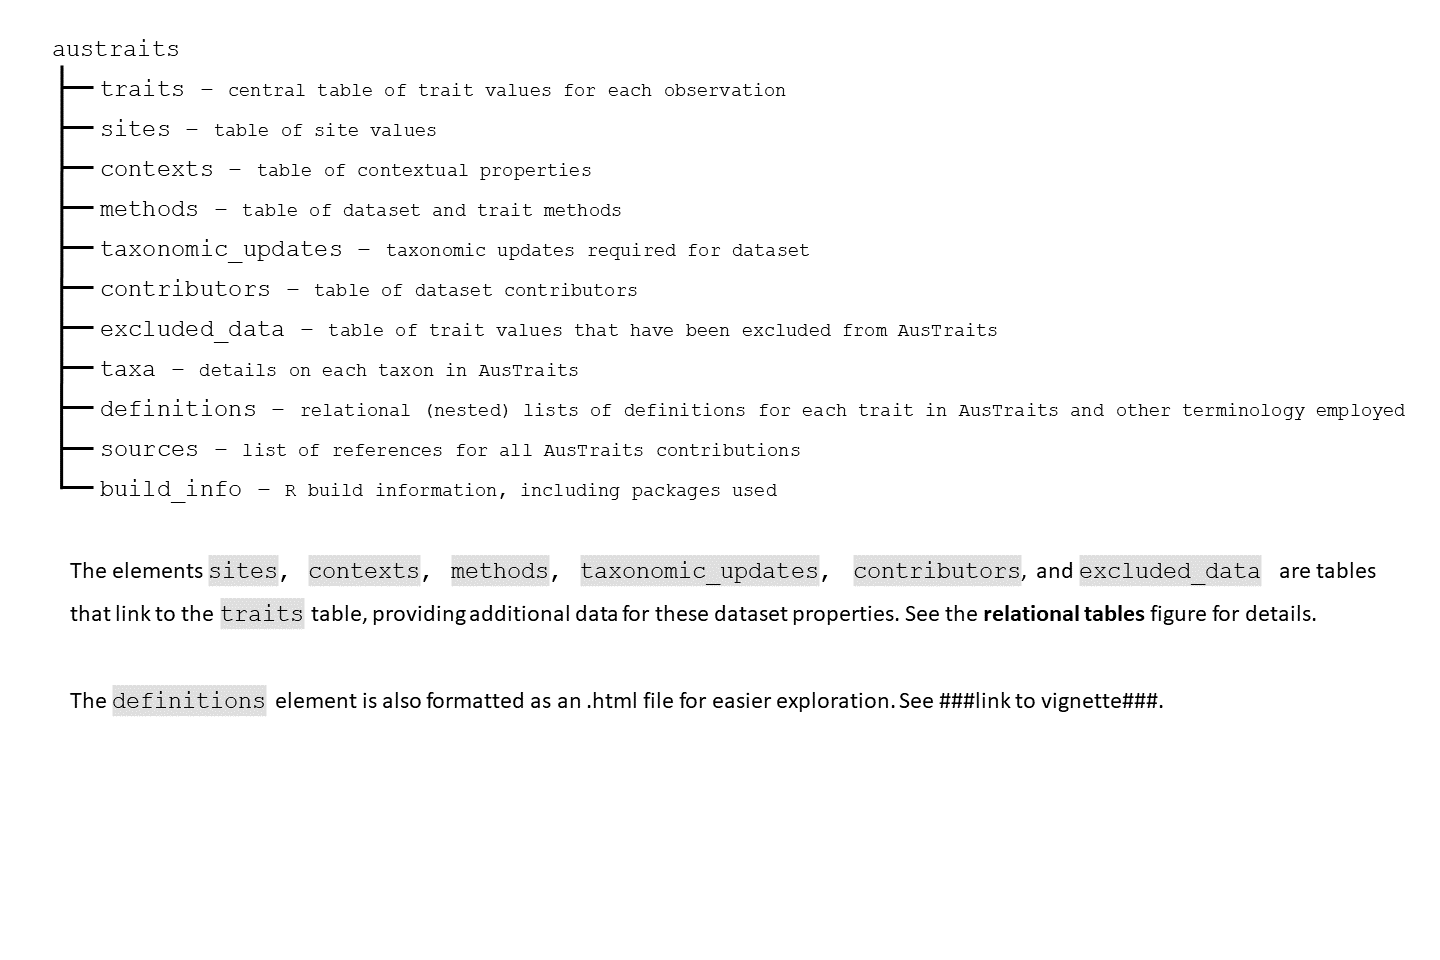 austraits
traits – central table of trait values for each observation
sites – table of site values
contexts – table of contextual properties
methods – table of dataset and trait methods
taxonomic_updates – taxonomic updates required for dataset
contributors – table of dataset contributors
excluded_data – table of trait values that have been excluded from AusTraits
taxa – details on each taxon in AusTraits
definitions – relational (nested) lists of definitions for each trait in AusTraits and other terminology employed
sources – list of references for all AusTraits contributions
build_info – R build information, including packages used
The elements sites, contexts, methods, taxonomic_updates, contributors, and excluded_data are tables
that link to the traits table, providing additional data for these dataset properties. See the relational tables figure for details.
The definitions element is also formatted as an .html file for easier exploration. See ###link to vignette###.